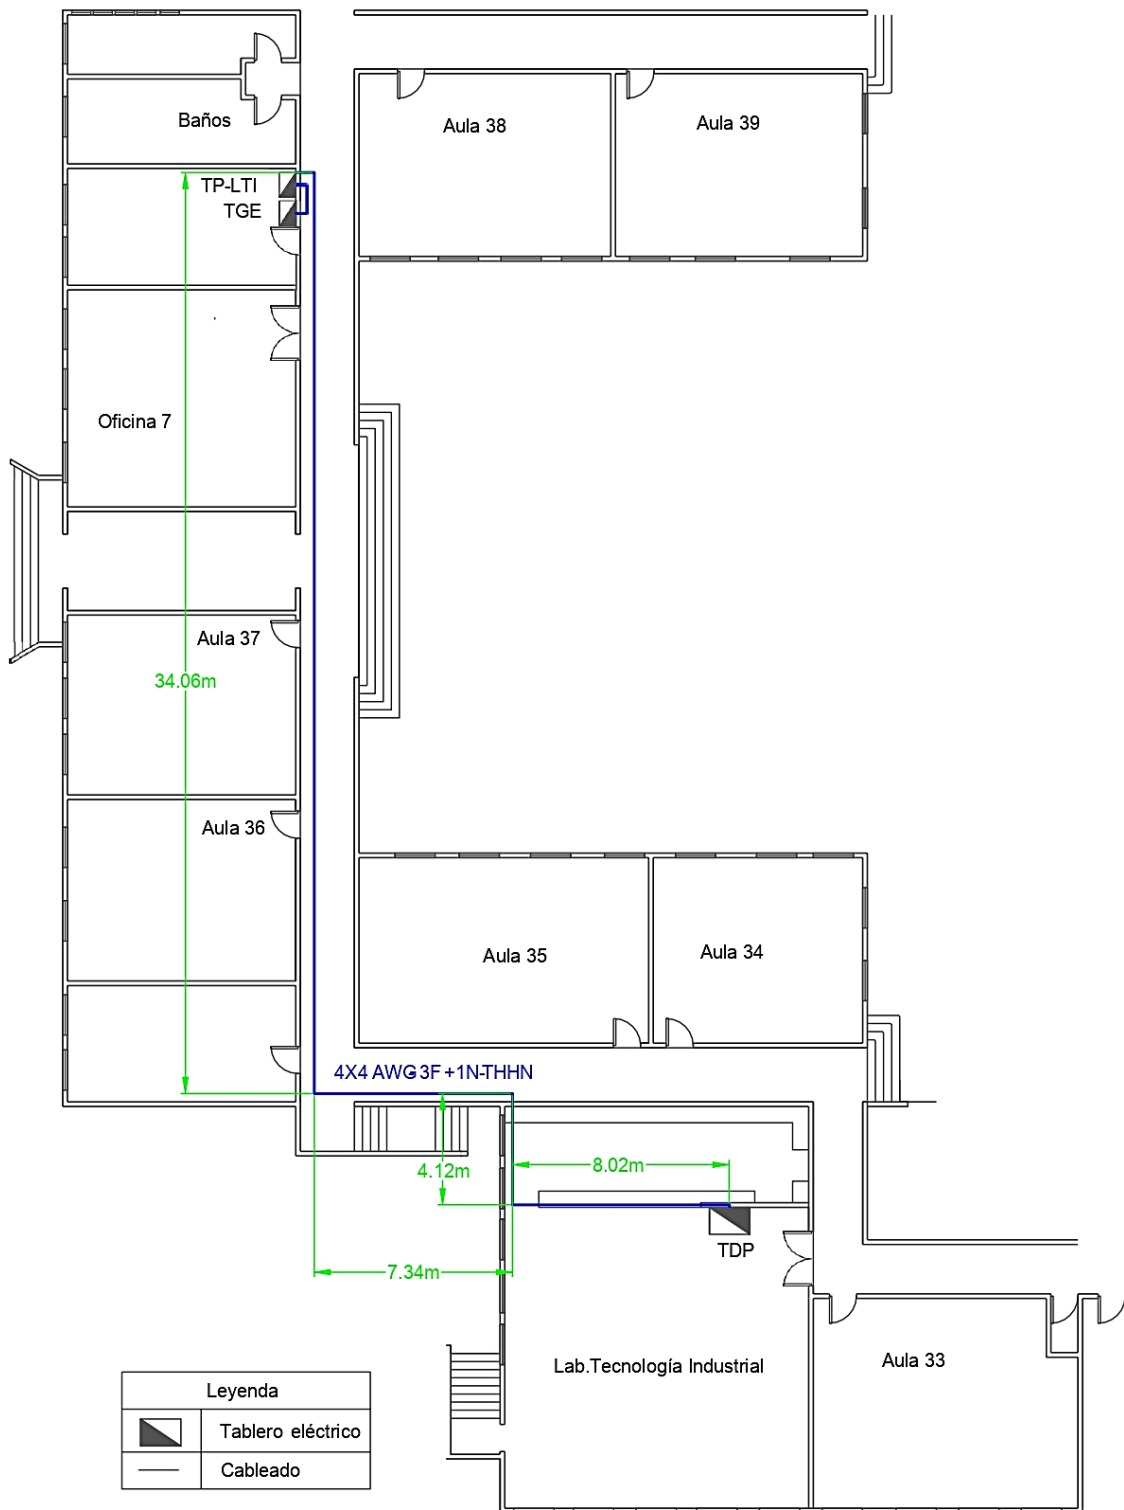 Baños
Aula 38
Aula 39
TP-LTI
TGE
Oficina 7
Aula 37
34.06m
Aula 36
Aula 35
Aula 34
4X4 AWG 3F +1N-THHN
4.12m
8.02m
TDP
7.34m
Lab.Tecnología Industrial
Aula 33
Leyenda
Tablero eléctrico
Cableado